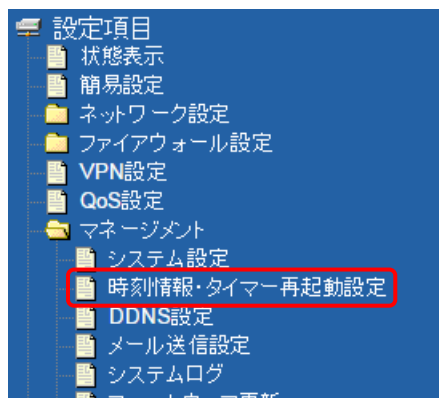 設定項目
状態表示
簡易設定
ネットワーク設定
ファイアウォール設定
VPN設定
QoS設定
マネージメント
システム設定
時刻情報・タイマー再起動設定
DDNS設定
メール送信設定
システムログ